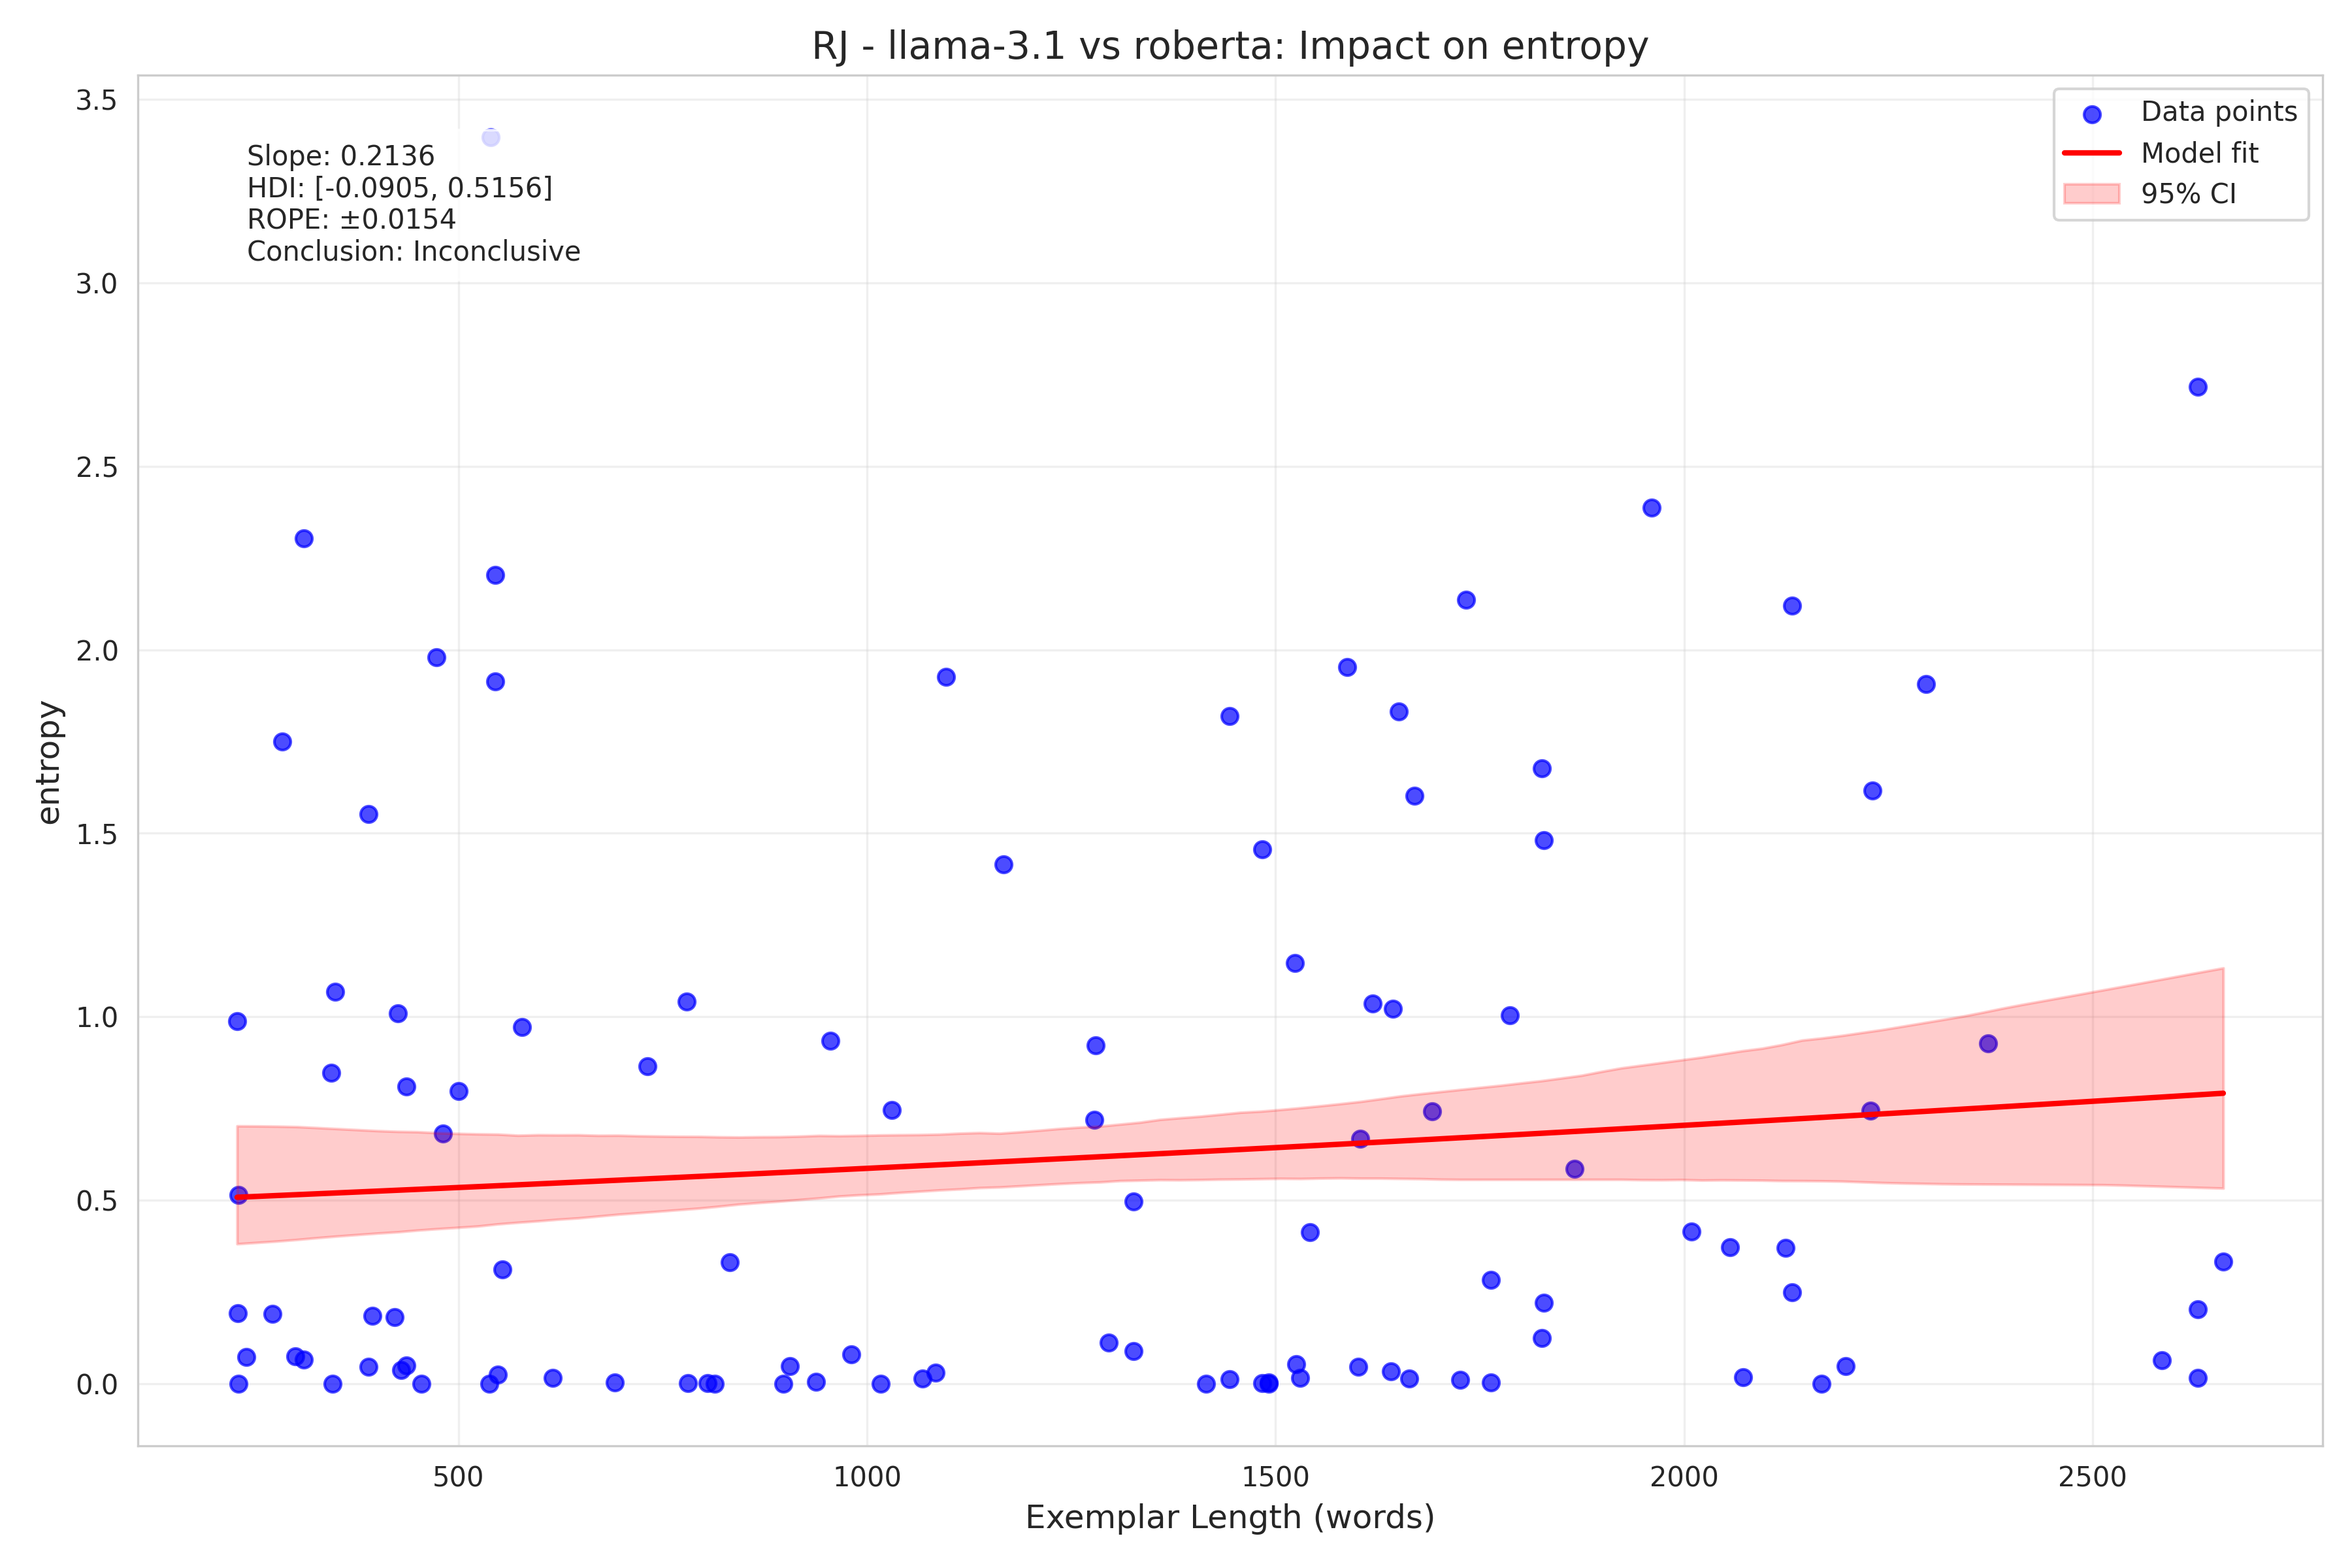 RJ - llama-3.1 vs roberta: Impact on entropy
3.5
3.0
2.5
2.0
1.5
1.0
0.5
0.0
entropy
Slope: 0.2136
HDI: [-0.0905, 0.5156]
ROPE: ±0.0154
Conclusion: Inconclusive
Data points
Model fit
95% CI
500
1000
1500
2000
2500
Exemplar Length (words)